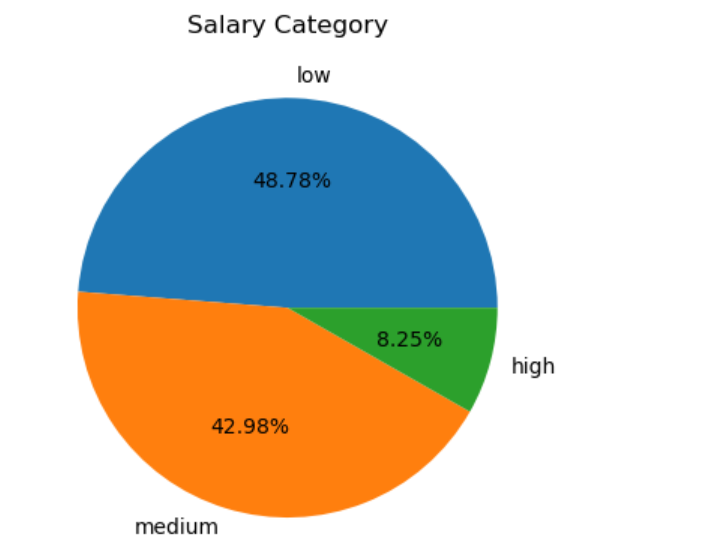 Salary Category
low
48.78%
8.25%
high
42.98%
medium